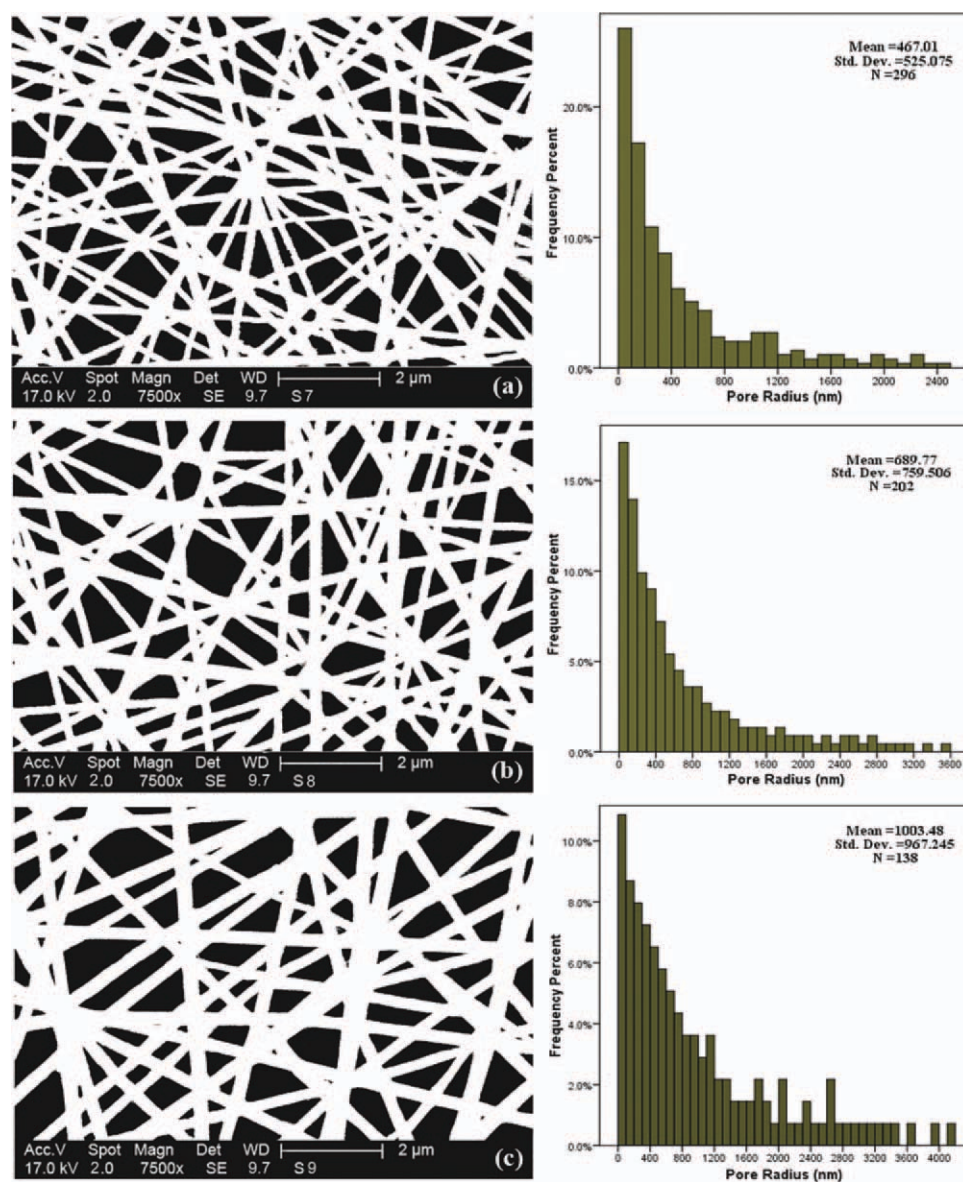 Mean =467.01
Std. Dev. =525.075
N =296
Frequency Percent
20.0%
10.0%
0.0%
0 400 800 1200 1600 2000 2400
Pore Radius (nm)
Acc.V Spot Magn Det WD 2 µm
17.0 kV 2.0 7500x SE 9.7 S7
(a)
Mean =689.77
Std. Dev. =759.506
N =202
Frequency Percent
15.0%
10.0%
5.0%
0.0%
0 400 800 1200 1600 2000 2400 2800 3200 3600
Pore Radius (nm)
Acc.V Spot Magn Det WD 2 µm
17.0 kV 2.0 7500x SE 9.7 S8
(b)
Mean =1003.48
Std. Dev. =967.245
N =138
Frequency Percent
10.0%
8.0%
6.0%
4.0%
2.0%
0.0%
0 400 800 1200 1600 2000 2400 2800 3200 3600 4000
Pore Radius (nm)
Acc.V Spot Magn Det WD 2 µm
17.0 kV 2.0 7500x SE 9.7 S9
(c)